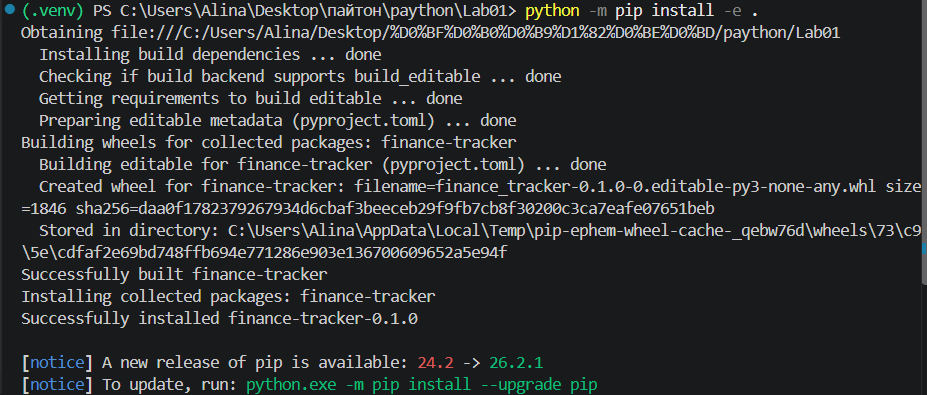 (.venv) PS C:\Users\Alina\Desktop\пайтон\paython\Lab01> python -m pip install -e .
Obtaining file:///C:/Users/Alina/Desktop/%D0%BF%D0%B0%D0%B9%D1%82%D0%BE%D0%BD/paython/Lab01
  Installing build dependencies ... done
  Checking if build backend supports build_editable ... done
  Getting requirements to build editable ... done
  Preparing editable metadata (pyproject.toml) ... done
Building wheels for collected packages: finance-tracker
  Building editable for finance-tracker (pyproject.toml) ... done
  Created wheel for finance-tracker: filename=finance_tracker-0.1.0-0.editable-py3-none-any.whl size
=1846 sha256=daa0f1782379267934d6cbaf3beeceb29f9fb7cb8f30200c3ca7eafe07651beb
  Stored in directory: C:\Users\Alina\AppData\Local\Temp\pip-ephem-wheel-cache-_qebw76d\wheels\73\c9
\5e\cdfaf2e69bd748ffb694e771286e903e136700609652a5e94f
Successfully built finance-tracker
Installing collected packages: finance-tracker
Successfully installed finance-tracker-0.1.0
[notice] A new release of pip is available: 24.2 -> 26.2.1
[notice] To update, run: python.exe -m pip install --upgrade pip